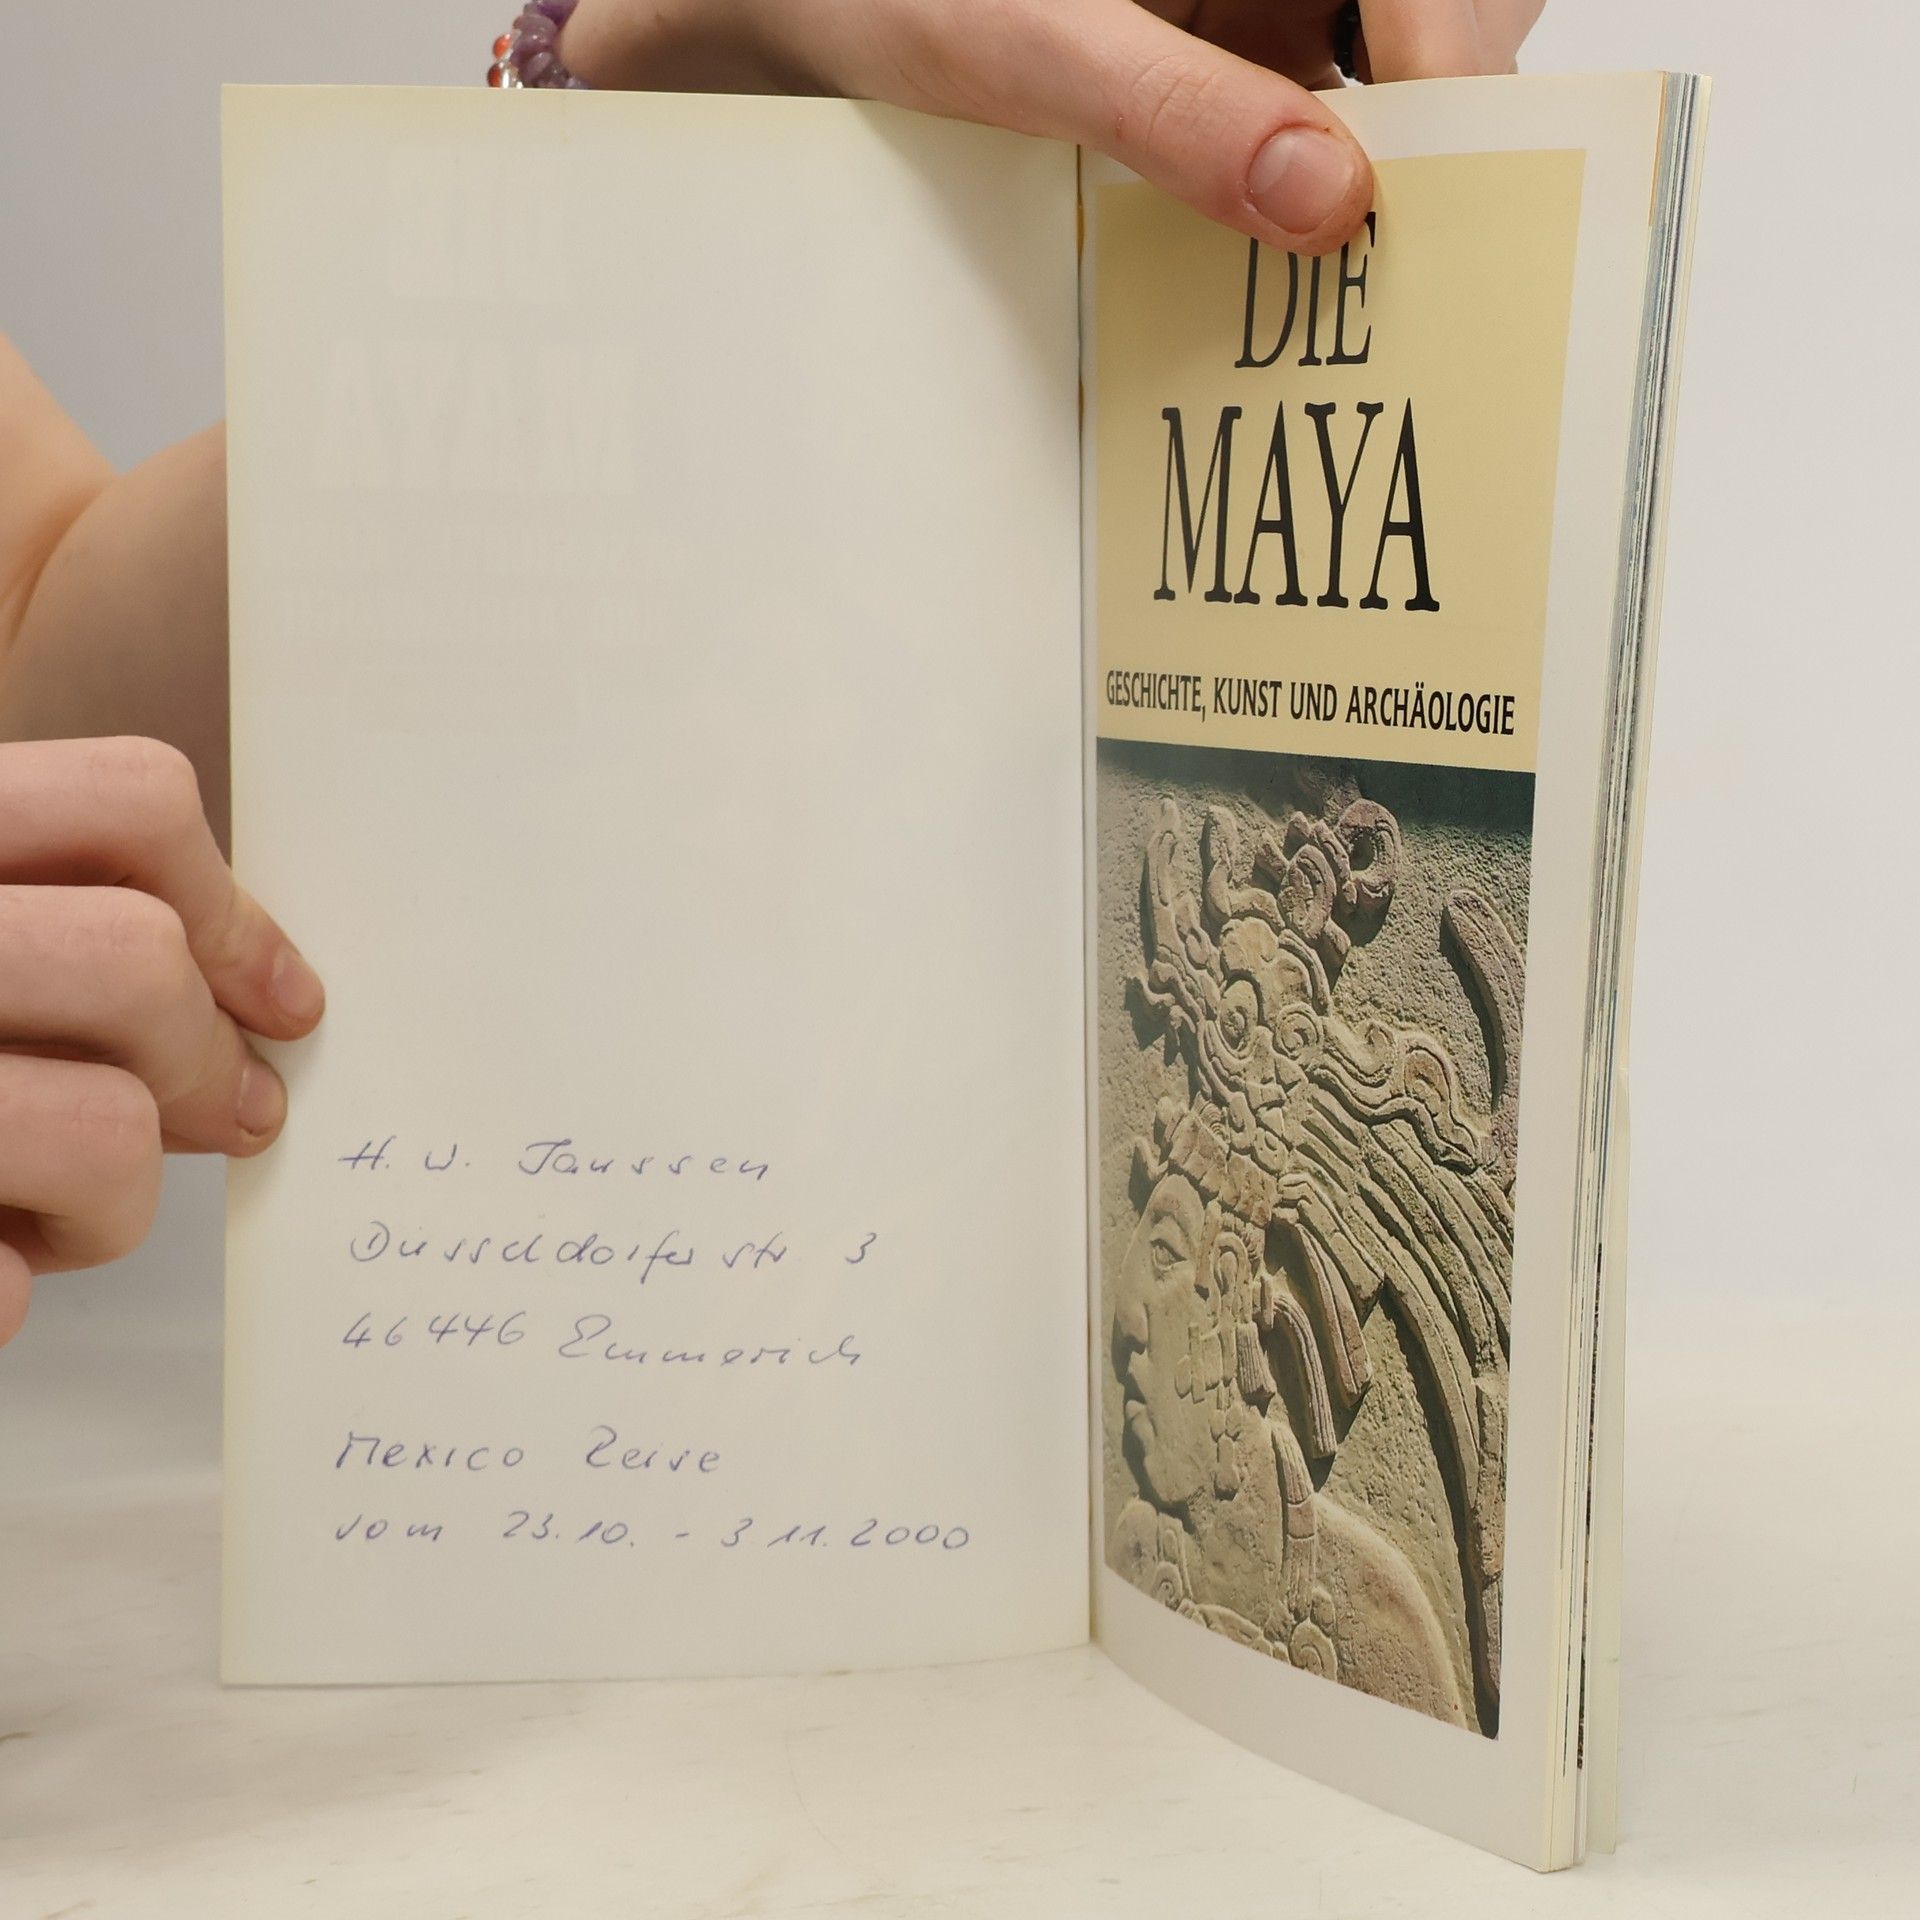 H. W. Janssen
Düsseldorfer str 3
46446 Emmerich
Mexico Reise
vom 23.10. - 3 11.2000
DIE
MAYA
GESCHICHTE, KUNST UND ARCHÄOLOGIE